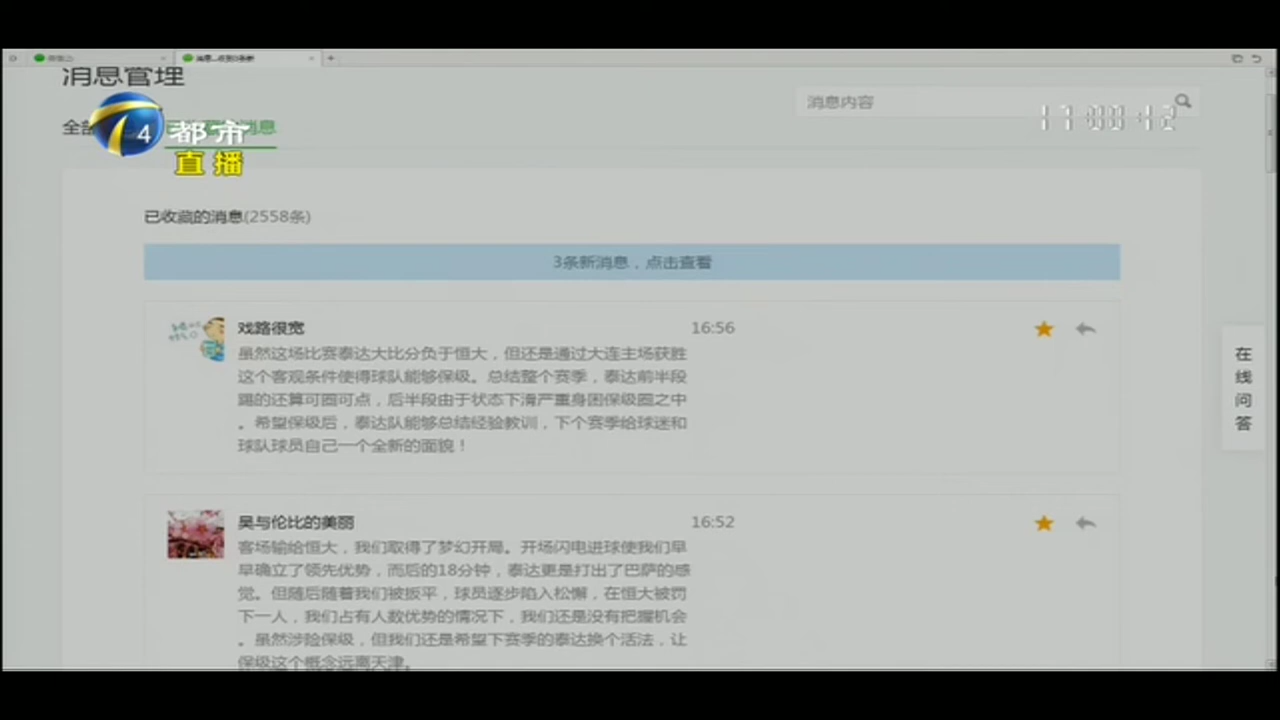 消息管理
消息内容
17:00:12
全部
消息
4 都市
直播
已收藏的消息(2558条)
3条新消息，点击查看
戏路很宽
16:56
虽然这场比赛泰达大比分负于恒大，但还是通过大连主场获胜
这个客观条件使得球队能够保级。总结整个赛季，泰达前半段
踢的还算可圈可点，后半段由于状态下滑严重身困保级圈之中
。希望保级后，泰达队能够总结经验教训，下个赛季给球迷和
球队球员自己一个全新的面貌！
在线问答
吴与伦比的美丽
16:52
客场输给恒大，我们取得了梦幻开局。开场闪电进球使我们早
早确立了领先优势，而后的18分钟，泰达更是打出了巴萨的感
觉。但随后随着我们被扳平，球员逐步陷入松懈，在恒大被罚
下一人，我们占有人数优势的情况下，我们还是没有把握机会
。虽然涉险保级，但我们还是希望下赛季的泰达换个活法，让
保级这个概念远离天津。